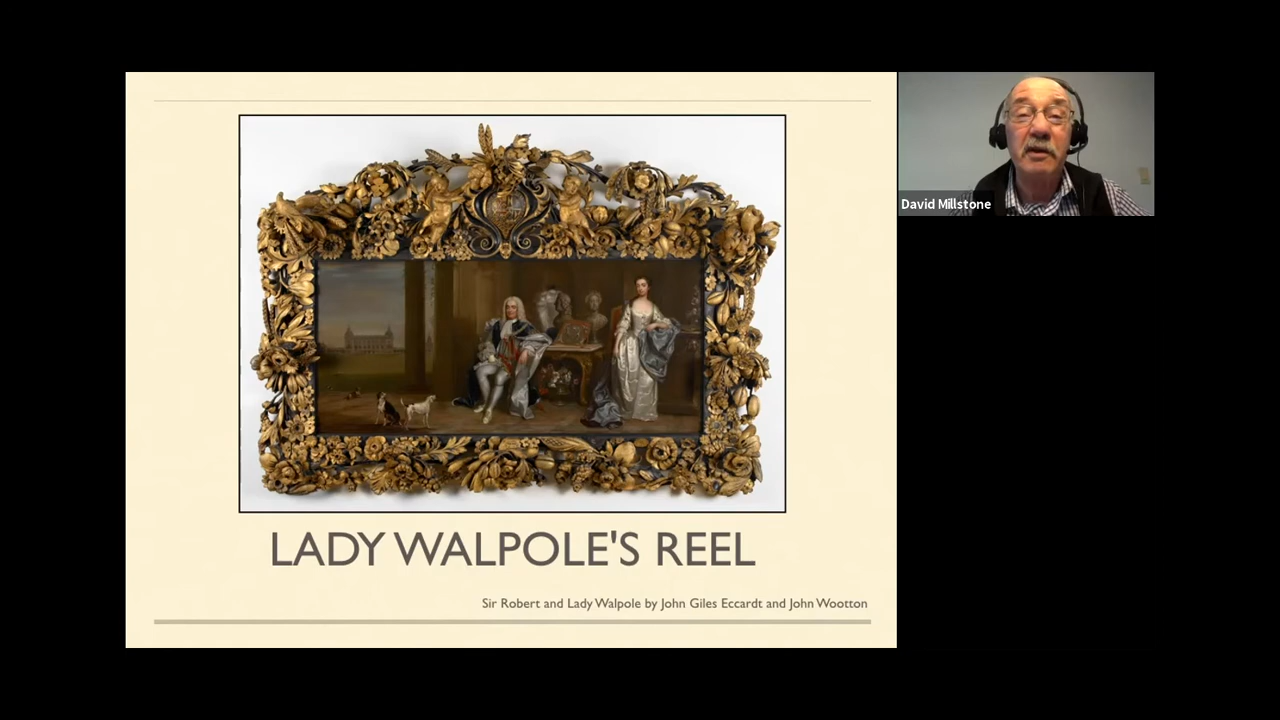 LADY WALPOLE'S REEL
Sir Robert and Lady Walpole by John Giles Eccardt and John Wootton
David Millstone